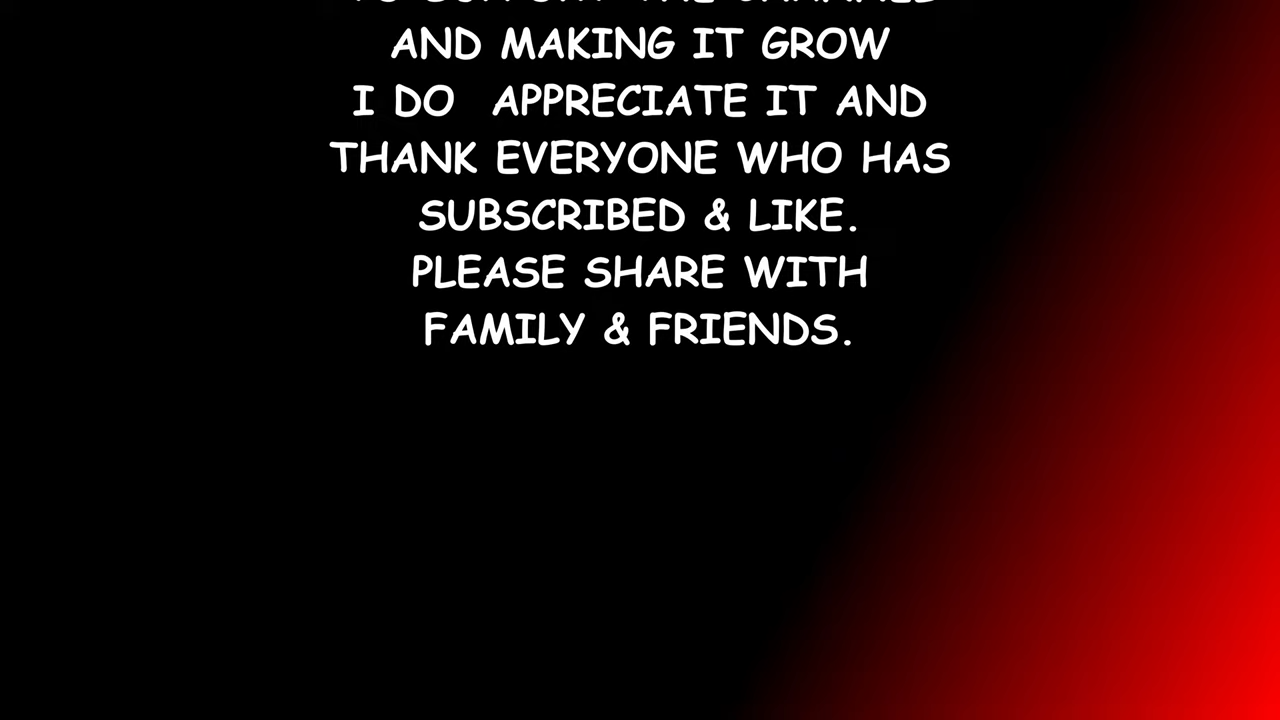 AND MAKING IT GROW
I DO APPRECIATE IT AND
THANK EVERYONE WHO HAS
SUBSCRIBED & LIKE.
PLEASE SHARE WITH
FAMILY & FRIENDS.